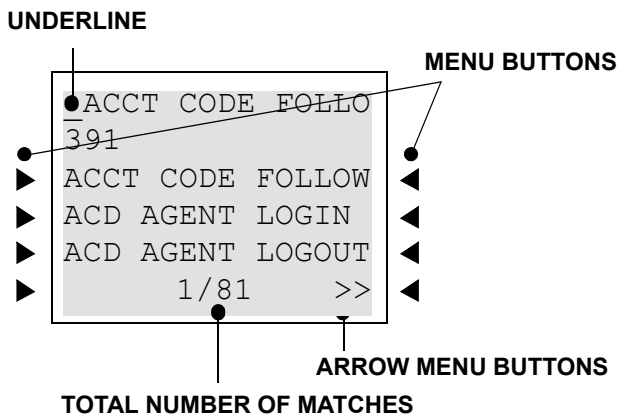 UNDERLINE
MENU BUTTONS
_ACCT CODE FOLLO
391
ACCT CODE FOLLOW
ACD AGENT LOGIN
ACD AGENT LOGOUT
1/81 >>
ARROW MENU BUTTONS
TOTAL NUMBER OF MATCHES